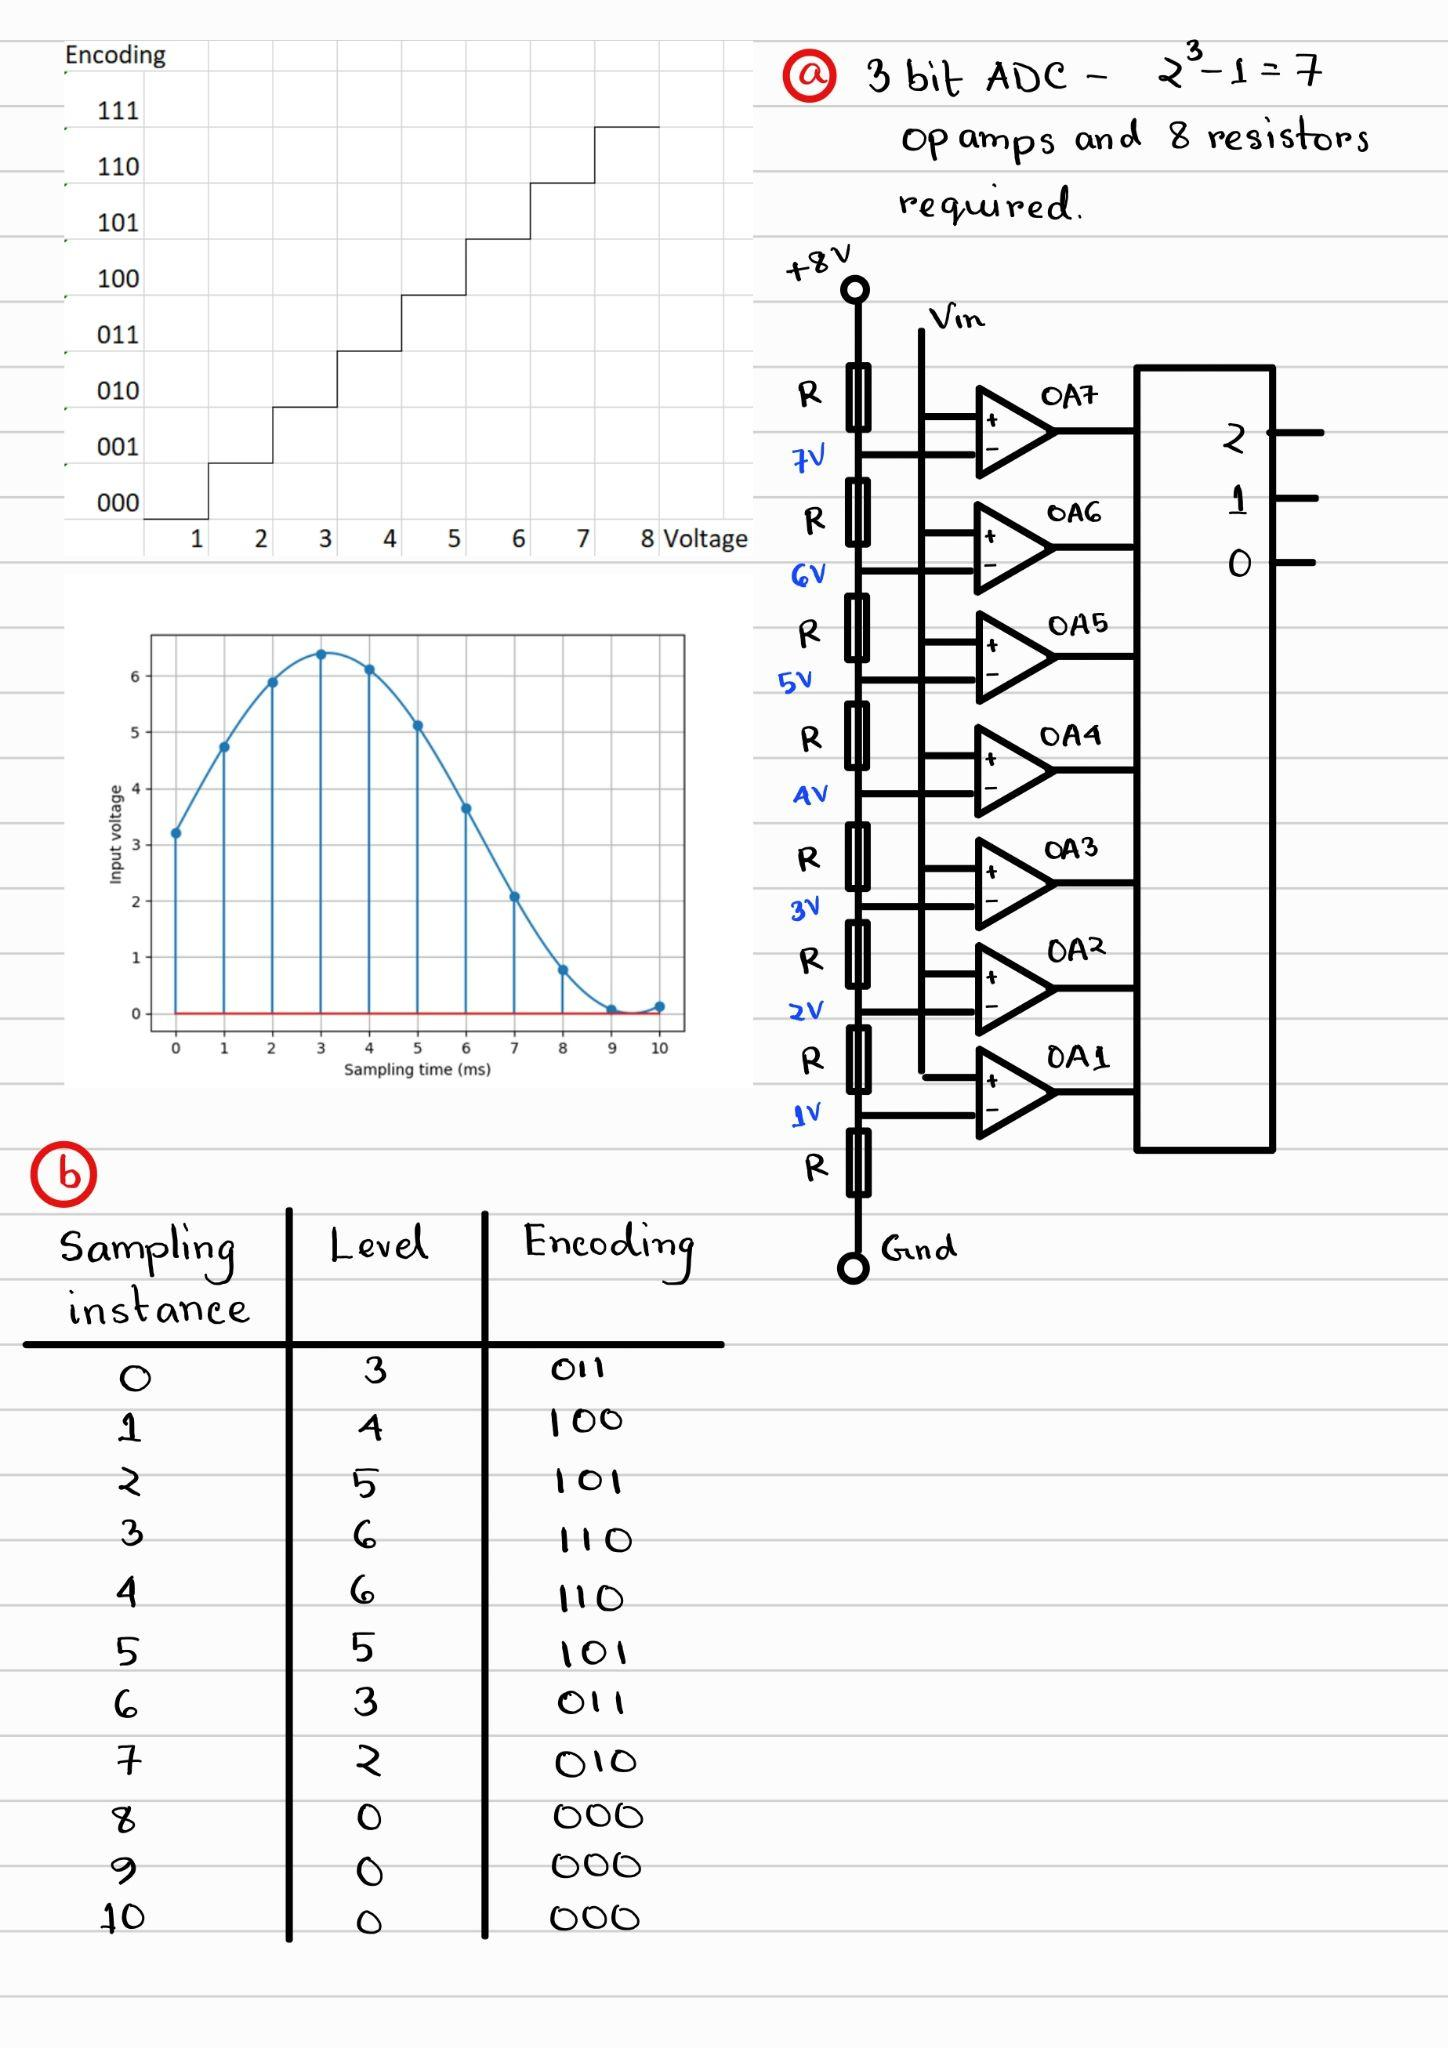 Encoding
111
110
101
100
011
010
001
000
1 2 3 4 5 6 7 8 Voltage
ⓐ 3 bit ADC - 2³-1 = 7
op amps and 8 resistors
required.
+8V
Vin
R
OA7
+
-
7V
R
OA6
+
-
6V
R
OA5
+
-
5V
R
OA4
+
-
4V
R
OA3
+
-
3V
R
OA2
+
-
2V
R
OA1
+
-
1V
R
Gnd
2
1
0
Input voltage
6
5
4
3
2
1
0
0 1 2 3 4 5 6 7 8 9 10
Sampling time (ms)
ⓑ
Sampling instance Level Encoding
0 3 011
1 4 100
2 5 101
3 6 110
4 6 110
5 5 101
6 3 011
7 2 010
8 0 000
9 0 000
10 0 000